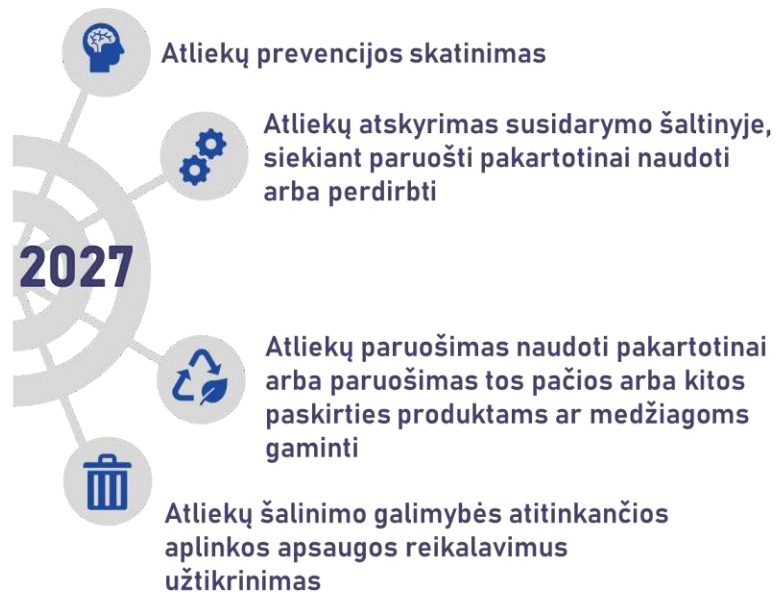 Atliekų prevencijos skatinimas
Atliekų atskyrimas susidarymo šaltinyje,
siekiant paruošti pakartotinai naudoti
arba perdirbti
2027
Atliekų paruošimas naudoti pakartotinai
arba paruošimas tos pačios arba kitos
paskirties produktams ar medžiagoms
gaminti
Atliekų šalinimo galimybės atitinkančios
aplinkos apsaugos reikalavimus
užtikrinimas